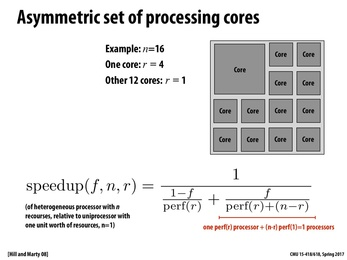 Asymmetric set of processing cores
Example: n=16
One core: r = 4
Other 12 cores: r = 1
Core Core
Core
Core Core
Core Core Core Core
Core Core Core Core
speedup(f, n, r) = 1 / ( (1−f)/perf(r) + f/(perf(r)+(n−r)) )
(of heterogeneous processor with n
recourses, relative to uniprocessor with
one unit worth of resources, n=1)
one perf(r) processor + (n-r) perf(1)=1 processors
[Hill and Marty 08]
CMU 15-418/618, Spring 2017